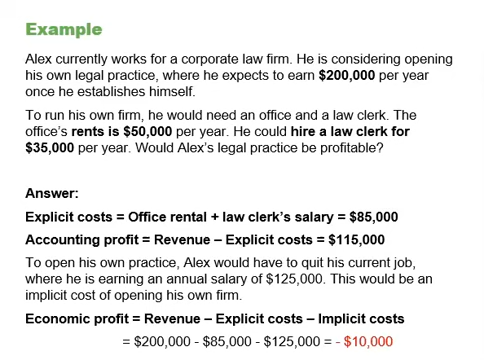 Example
Alex currently works for a corporate law firm. He is considering opening
his own legal practice, where he expects to earn $200,000 per year
once he establishes himself.
To run his own firm, he would need an office and a law clerk. The
office's rents is $50,000 per year. He could hire a law clerk for
$35,000 per year. Would Alex's legal practice be profitable?
Answer:
Explicit costs = Office rental + law clerk's salary = $85,000
Accounting profit = Revenue – Explicit costs = $115,000
To open his own practice, Alex would have to quit his current job,
where he is earning an annual salary of $125,000. This would be an
implicit cost of opening his own firm.
Economic profit = Revenue – Explicit costs – Implicit costs
= $200,000 - $85,000 - $125,000 = - $10,000